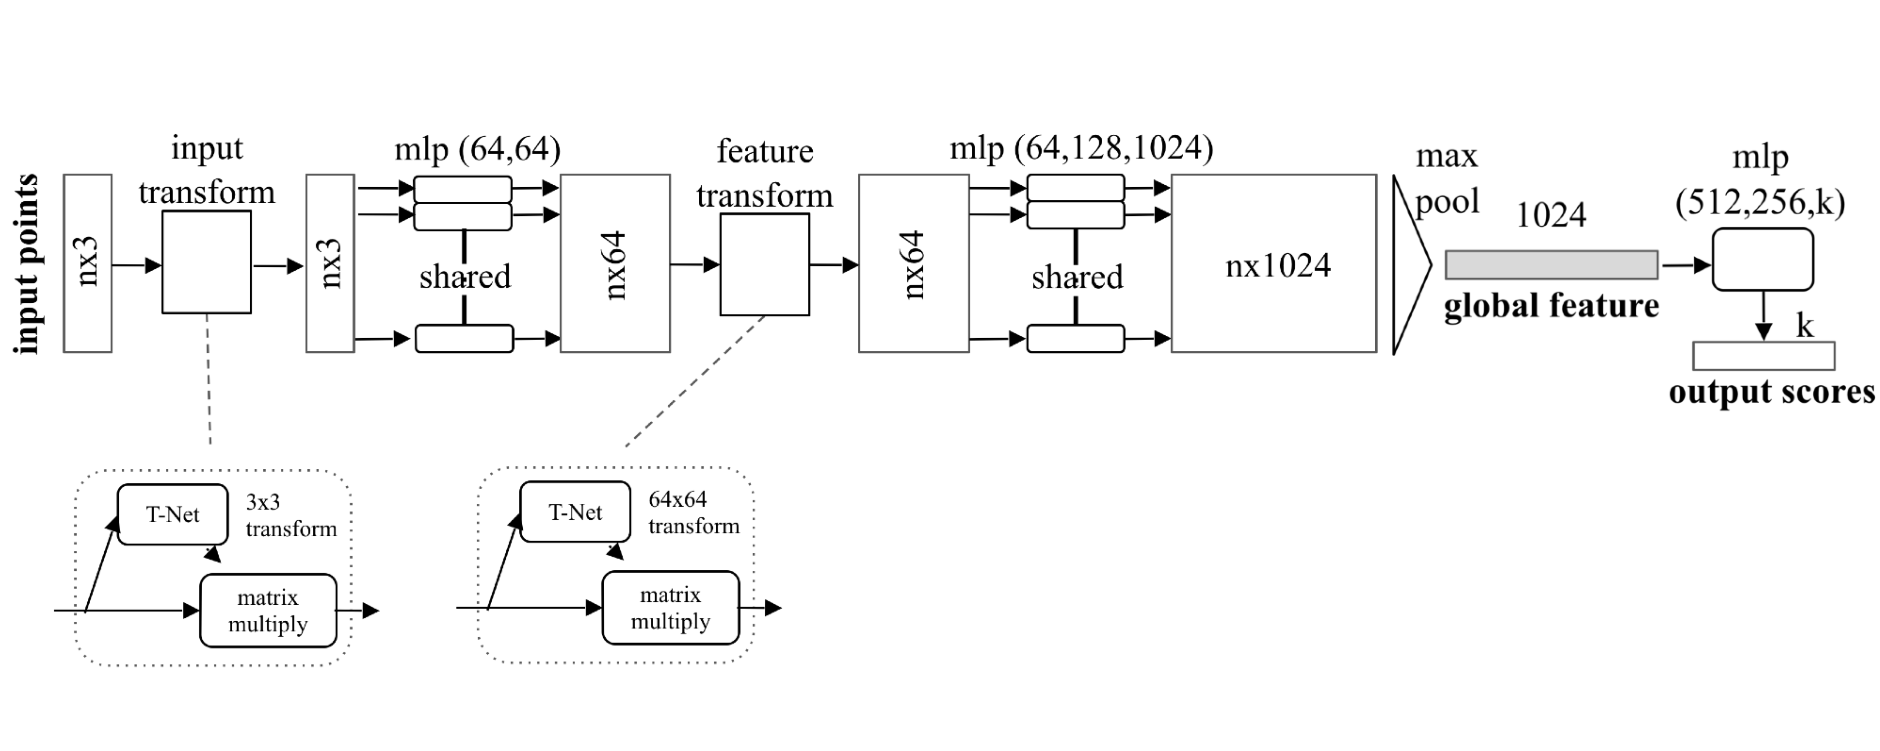 input points
nx3
input
transform
nx3
mlp (64,64)
shared
nx64
feature
transform
nx64
mlp (64,128,1024)
shared
nx1024
max
pool
1024
global feature
mlp
(512,256,k)
k
output scores
T-Net
3x3
transform
matrix
multiply
T-Net
64x64
transform
matrix
multiply